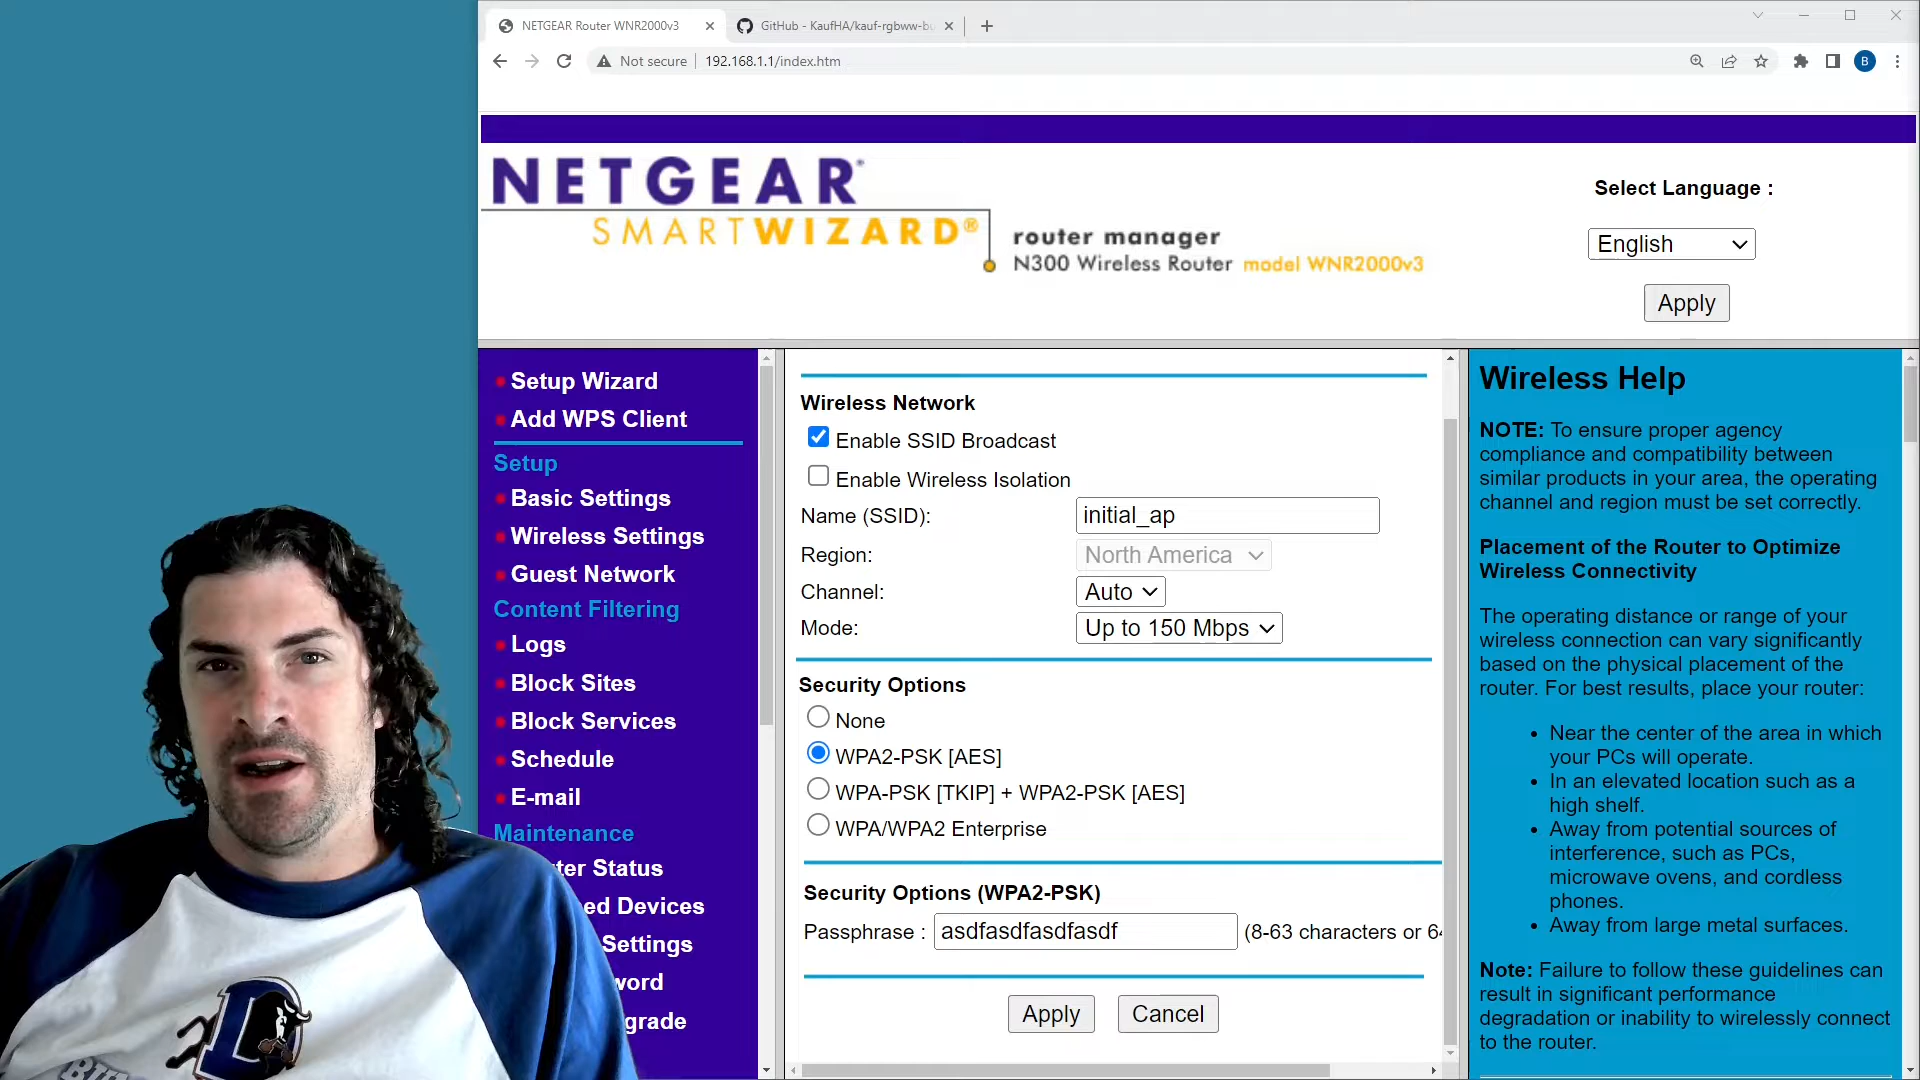 NETGEAR Router WNR2000v3
GitHub - KaufHA/kauf-rgbww-bu
Not secure
192.168.1.1/index.htm
B
NETGEAR®
SMARTWIZARD®
router manager
N300 Wireless Router model WNR2000v3
Select Language :
English
Apply
Setup Wizard
Add WPS Client
Setup
Basic Settings
Wireless Settings
Guest Network
Content Filtering
Logs
Block Sites
Block Services
Schedule
E-mail
Maintenance
ter Status
ed Devices
Settings
word
grade
Wireless Network
Enable SSID Broadcast
Enable Wireless Isolation
Name (SSID): initial_ap
Region: North America
Channel: Auto
Mode: Up to 150 Mbps
Security Options
None
WPA2-PSK [AES]
WPA-PSK [TKIP] + WPA2-PSK [AES]
WPA/WPA2 Enterprise
Security Options (WPA2-PSK)
Passphrase : asdfasdfasdfasdf (8-63 characters or 64
Apply Cancel
Wireless Help
NOTE: To ensure proper agency
compliance and compatibility between
similar products in your area, the operating
channel and region must be set correctly.
Placement of the Router to Optimize
Wireless Connectivity
The operating distance or range of your
wireless connection can vary significantly
based on the physical placement of the
router. For best results, place your router:
• Near the center of the area in which
your PCs will operate.
• In an elevated location such as a
high shelf.
• Away from potential sources of
interference, such as PCs,
microwave ovens, and cordless
phones.
• Away from large metal surfaces.
Note: Failure to follow these guidelines can
result in significant performance
degradation or inability to wirelessly connect
to the router.
D